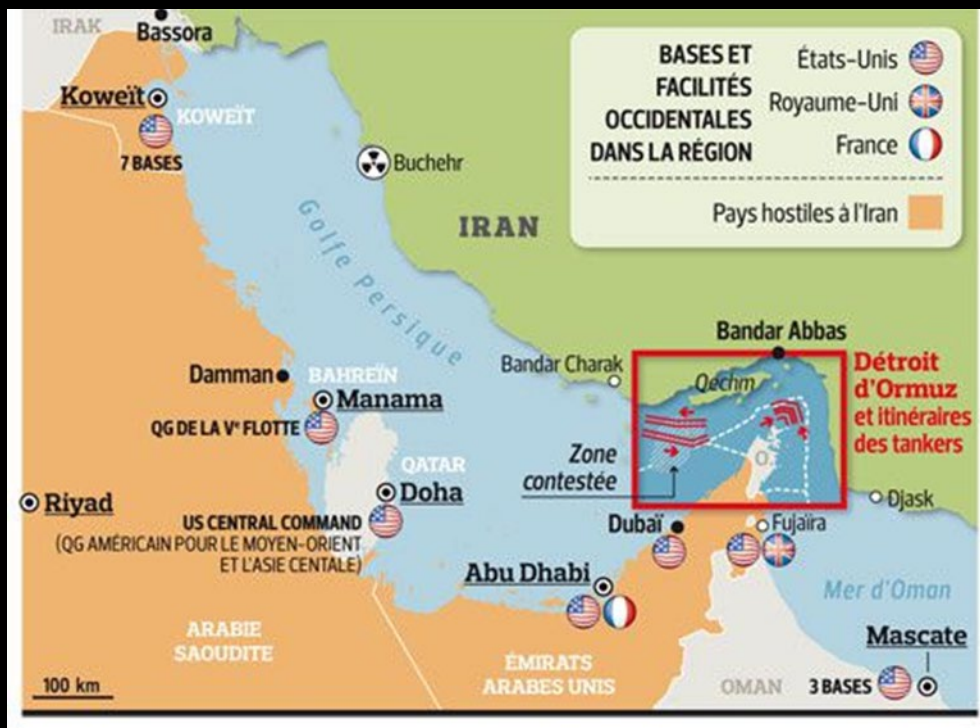 IRAK
Bassora
Koweït
KOWEÏT
7 BASES
Buchehr
IRAN
Golfe Persique
BASES ET
FACILITÉS
OCCIDENTALES
DANS LA RÉGION
États-Unis
Royaume-Uni
France
Pays hostiles à l'Iran
Bandar Abbas
Bandar Charak
Qechm
Détroit
d'Ormuz
et itinéraires
des tankers
Damman
BAHREÏN
Manama
QG DE LA Vᵉ FLOTTE
Zone
contestée
O.
QATAR
Doha
Riyad
US CENTRAL COMMAND
(QG AMÉRICAIN POUR LE MOYEN-ORIENT
ET L'ASIE CENTALE)
Djask
Dubaï
Fujaïra
Abu Dhabi
Mer d'Oman
ARABIE
SAOUDITE
ÉMIRATS
ARABES UNIS
Mascate
OMAN
3 BASES
100 km